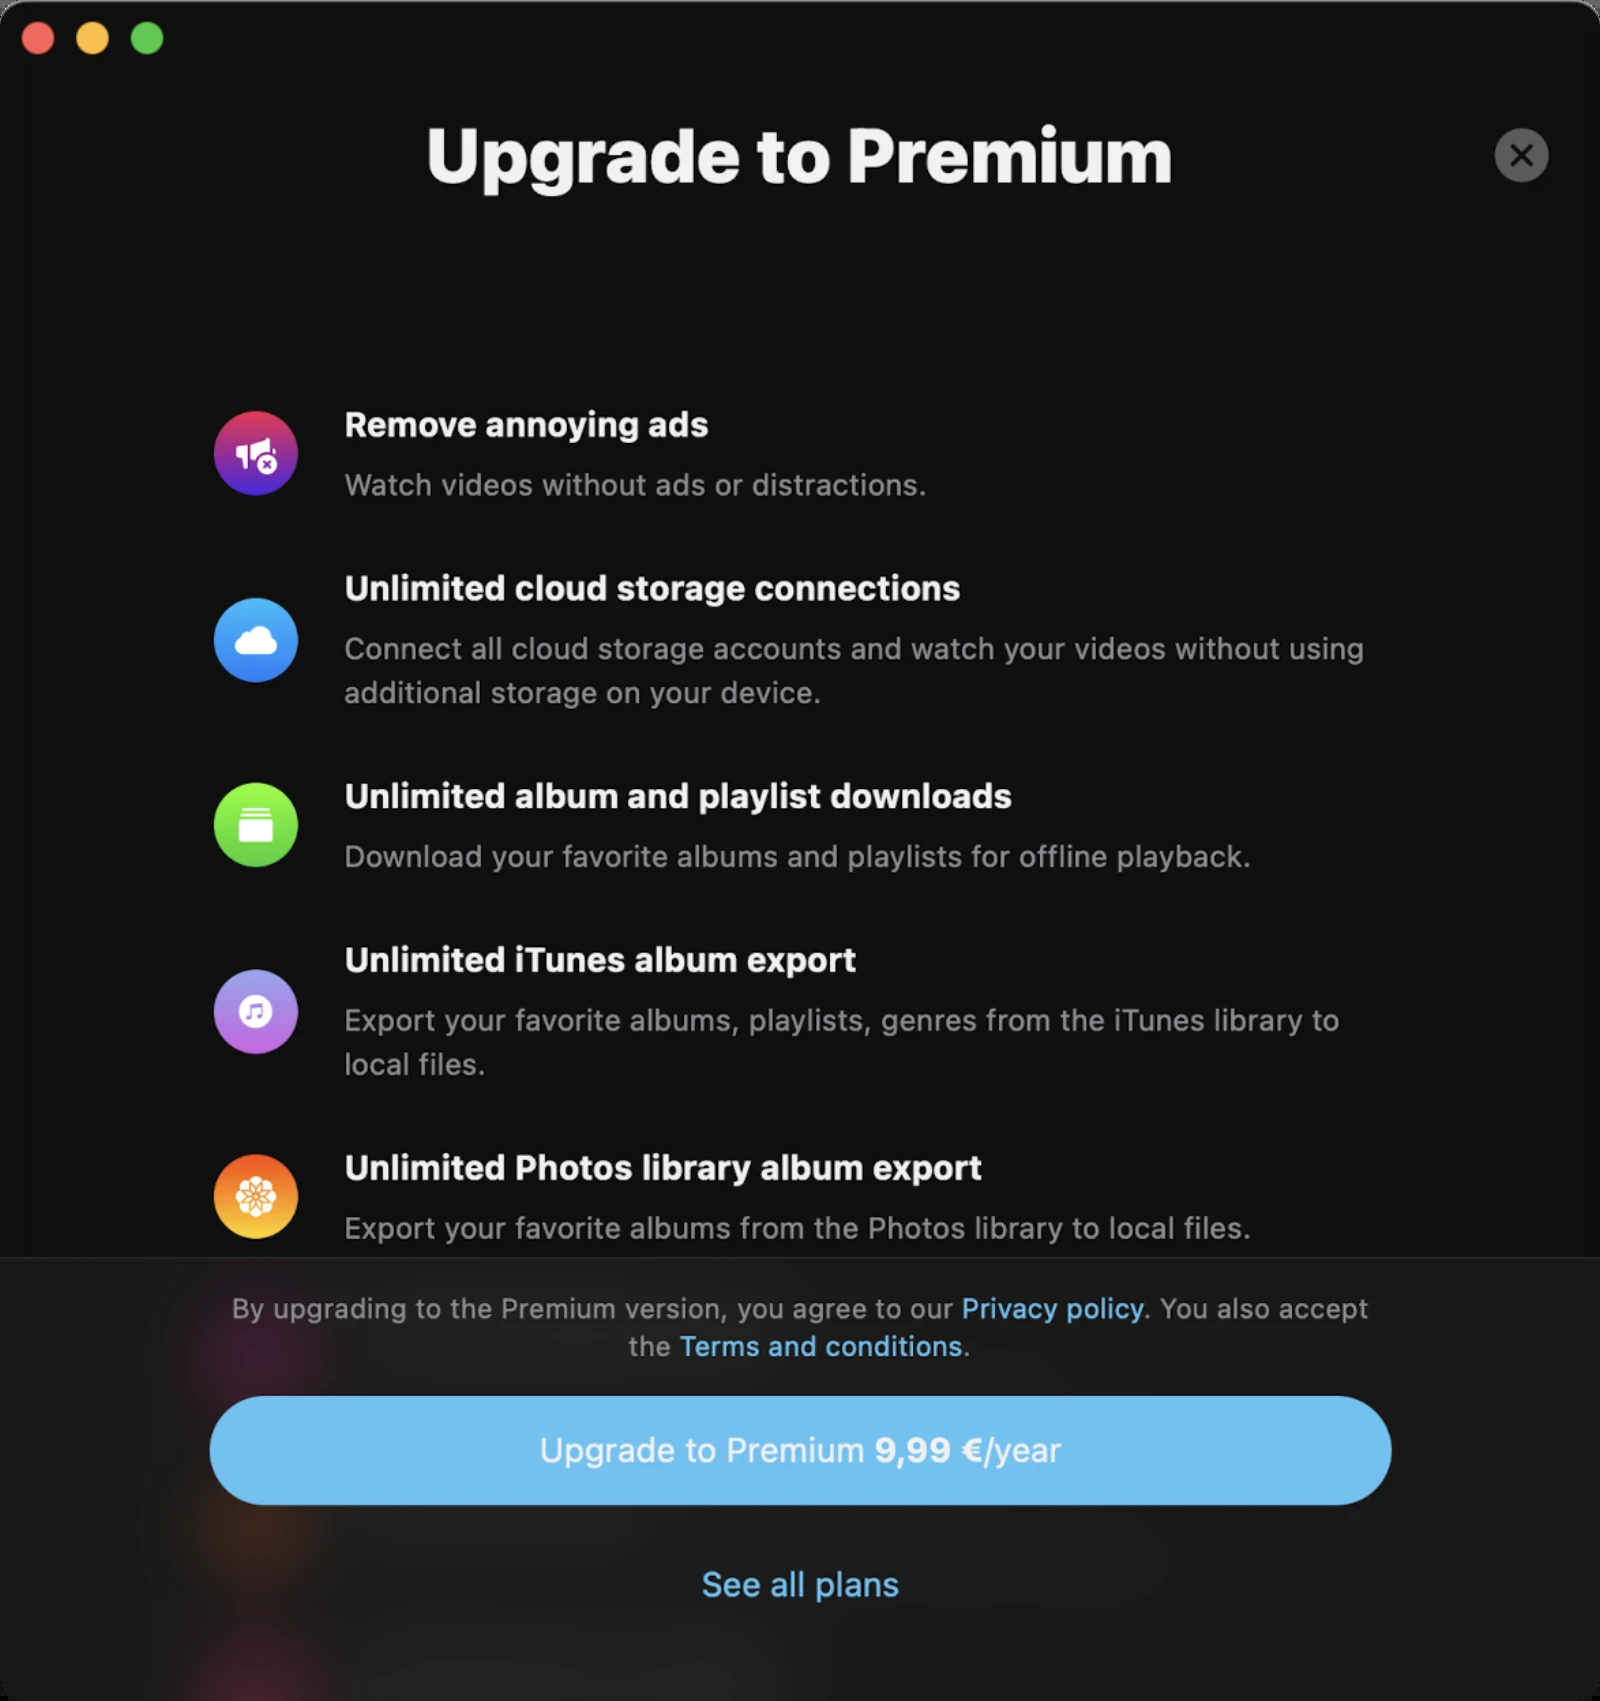 Upgrade to Premium
Remove annoying ads
Watch videos without ads or distractions.
Unlimited cloud storage connections
Connect all cloud storage accounts and watch your videos without using
additional storage on your device.
Unlimited album and playlist downloads
Download your favorite albums and playlists for offline playback.
Unlimited iTunes album export
Export your favorite albums, playlists, genres from the iTunes library to
local files.
Unlimited Photos library album export
Export your favorite albums from the Photos library to local files.
By upgrading to the Premium version, you agree to our Privacy policy. You also accept
the Terms and conditions.
Upgrade to Premium 9,99 €/year
See all plans